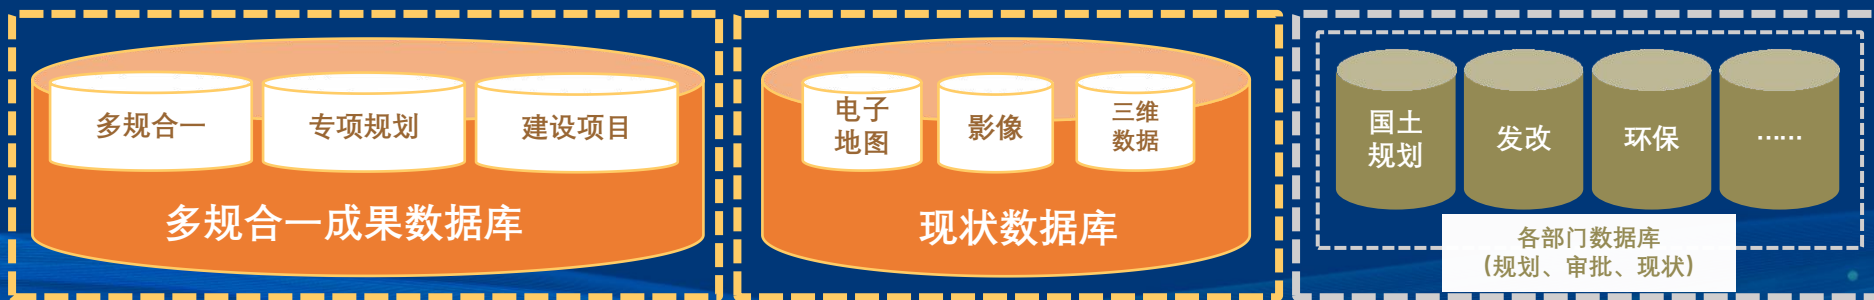 多规合一
专项规划
建设项目
多规合一成果数据库
电子
地图
影像
三维
数据
现状数据库
国土
规划
发改
环保
……
各部门数据库
（规划、审批、现状）